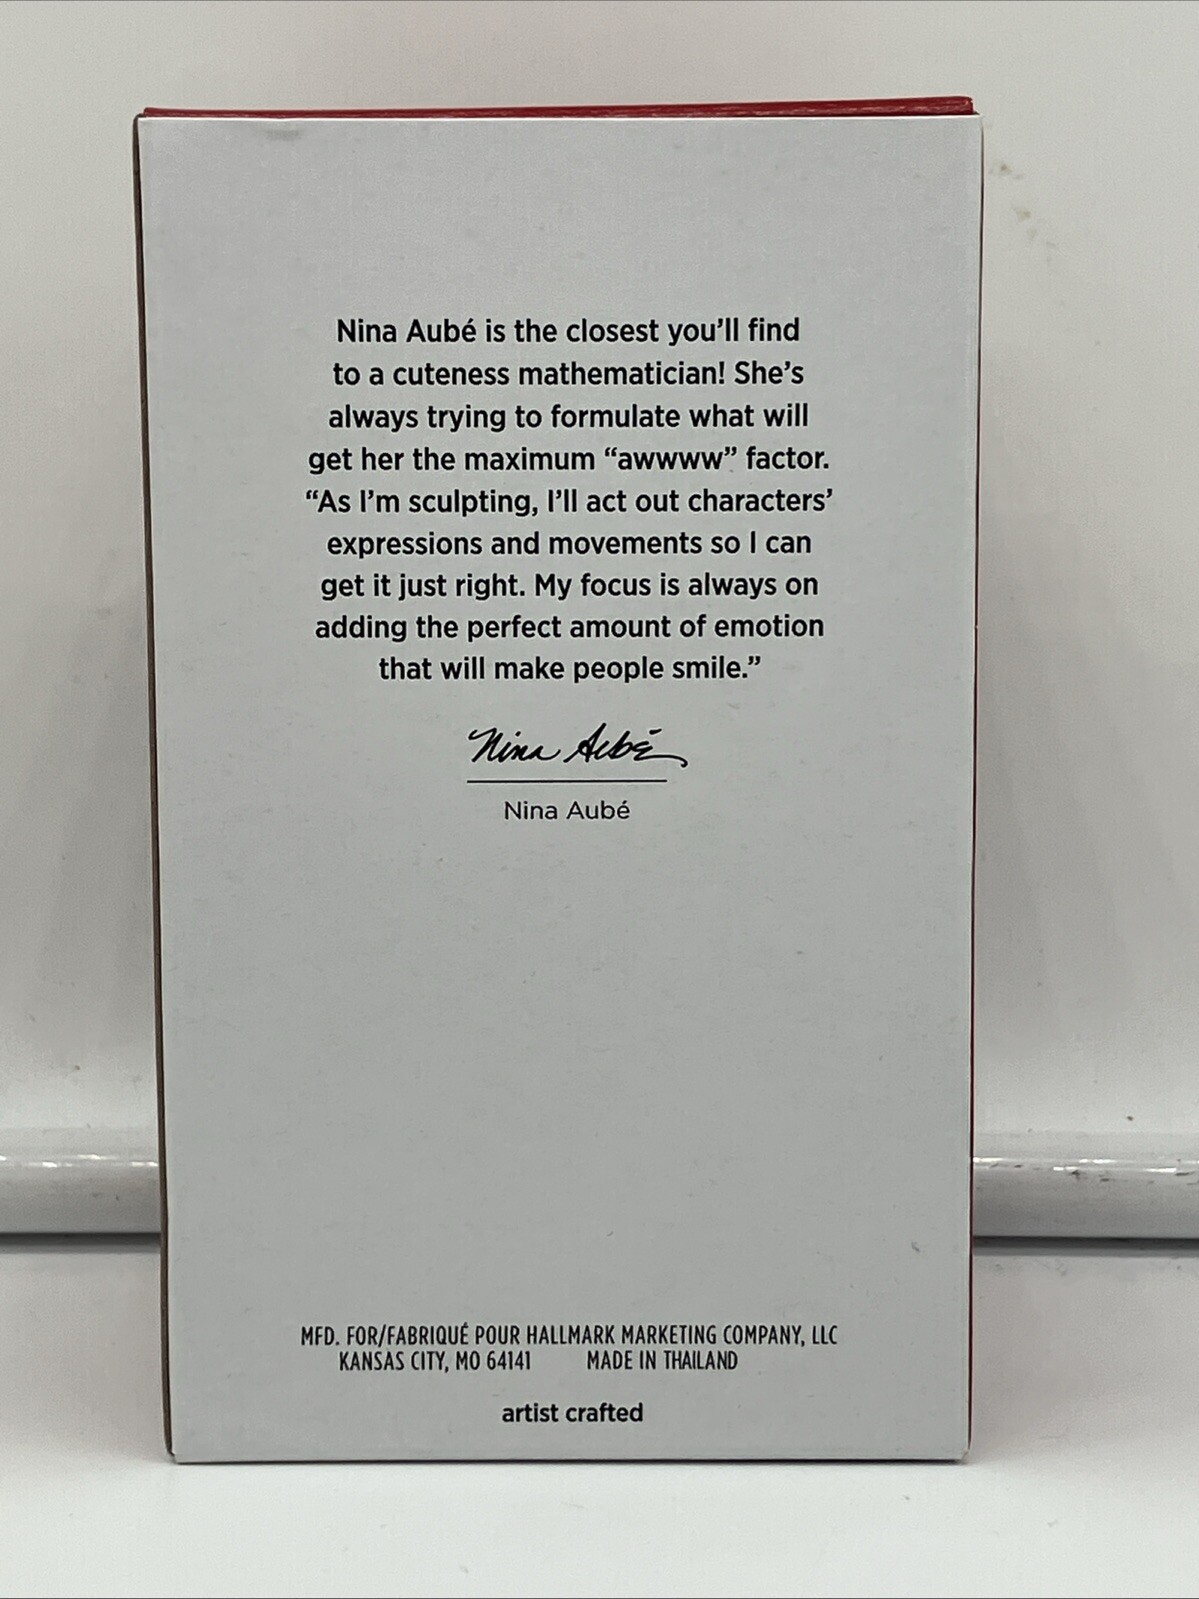 Nina Aubé is the closest you’ll find
to a cuteness mathematician! She’s
always trying to formulate what will
get her the maximum “awwww” factor.
“As I’m sculpting, I’ll act out characters’
expressions and movements so I can
get it just right. My focus is always on
adding the perfect amount of emotion
that will make people smile.”
Nina Aubé
Nina Aubé
MFD. FOR/FABRIQUÉ POUR HALLMARK MARKETING COMPANY, LLC
KANSAS CITY, MO 64141 MADE IN THAILAND
artist crafted